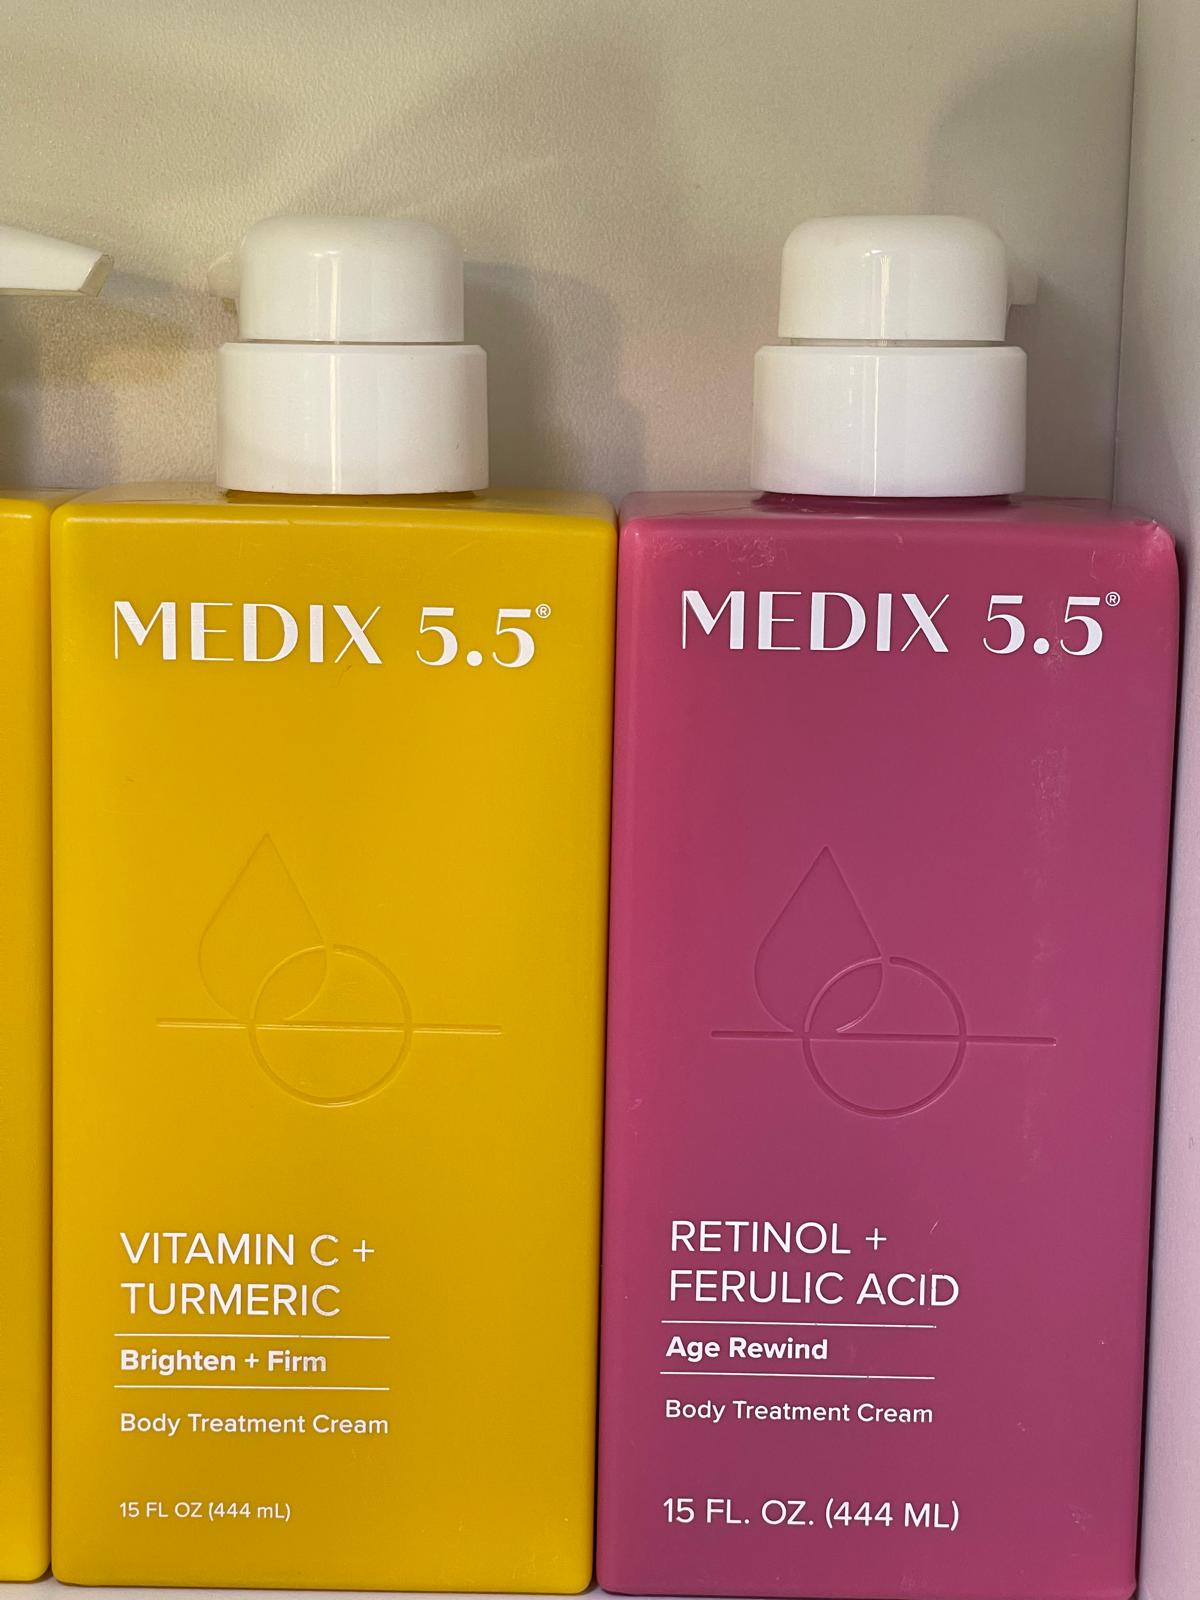 MEDIX 5.5®
VITAMIN C +
TURMERIC
Brighten + Firm
Body Treatment Cream
15 FL OZ (444 mL)
MEDIX 5.5®
RETINOL +
FERULIC ACID
Age Rewind
Body Treatment Cream
15 FL. OZ. (444 ML)